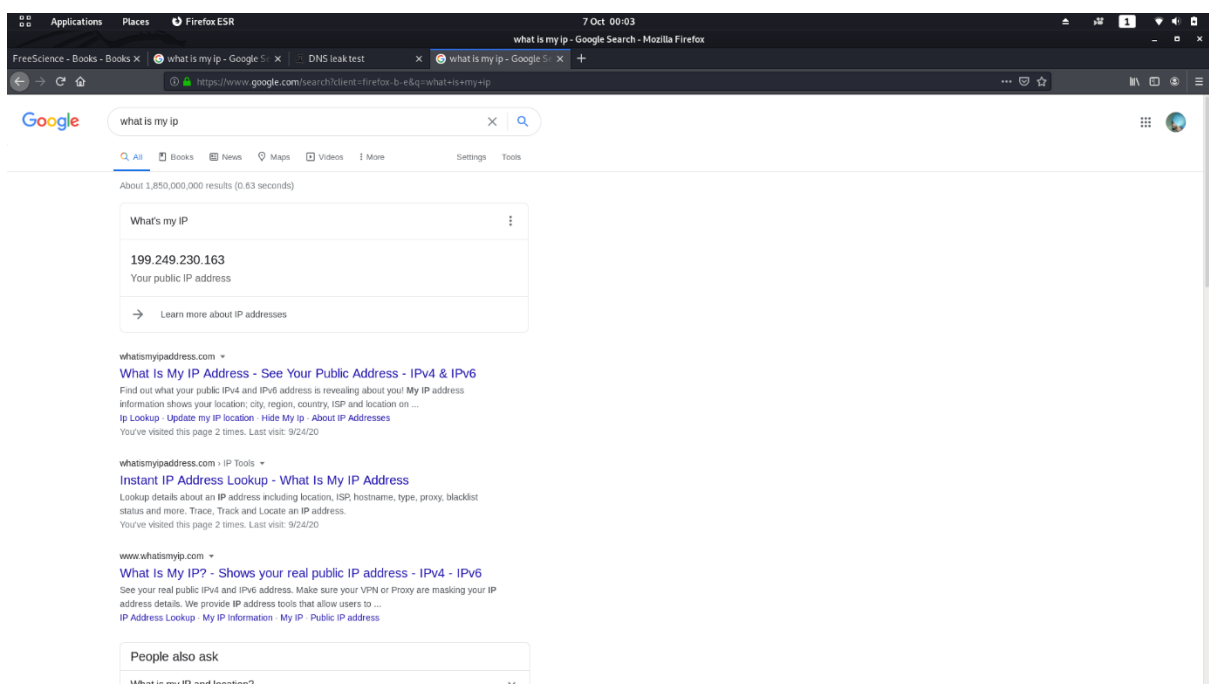 Applications Places Firefox ESR 7 Oct 00:03 1
what is my ip - Google Search - Mozilla Firefox
FreeScience - Books - Books × what is my ip - Google Se × DNS leak test × what is my ip - Google Se × +
https://www.google.com/search?client=firefox-b-e&q=what+is+my+ip
Google what is my ip
All Books News Maps Videos More Settings Tools
About 1,850,000,000 results (0.63 seconds)
What's my IP
199.249.230.163
Your public IP address
Learn more about IP addresses
whatismyipaddress.com
What Is My IP Address - See Your Public Address - IPv4 & IPv6
Find out what your public IPv4 and IPv6 address is revealing about you! My IP address
information shows your location; city, region, country, ISP and location on ...
Ip Lookup · Update my IP location · Hide My Ip · About IP Addresses
You've visited this page 2 times. Last visit: 9/24/20
whatismyipaddress.com › IP Tools
Instant IP Address Lookup - What Is My IP Address
Lookup details about an IP address including location, ISP, hostname, type, proxy, blacklist
status and more. Trace, Track and Locate an IP address.
You've visited this page 2 times. Last visit: 9/24/20
www.whatismyip.com
What Is My IP? - Shows your real public IP address - IPv4 - IPv6
See your real public IPv4 and IPv6 address. Make sure your VPN or Proxy are masking your IP
address details. We provide IP address tools that allow users to ...
IP Address Lookup · My IP Information · My IP · Public IP address
People also ask
What is my IP and location?